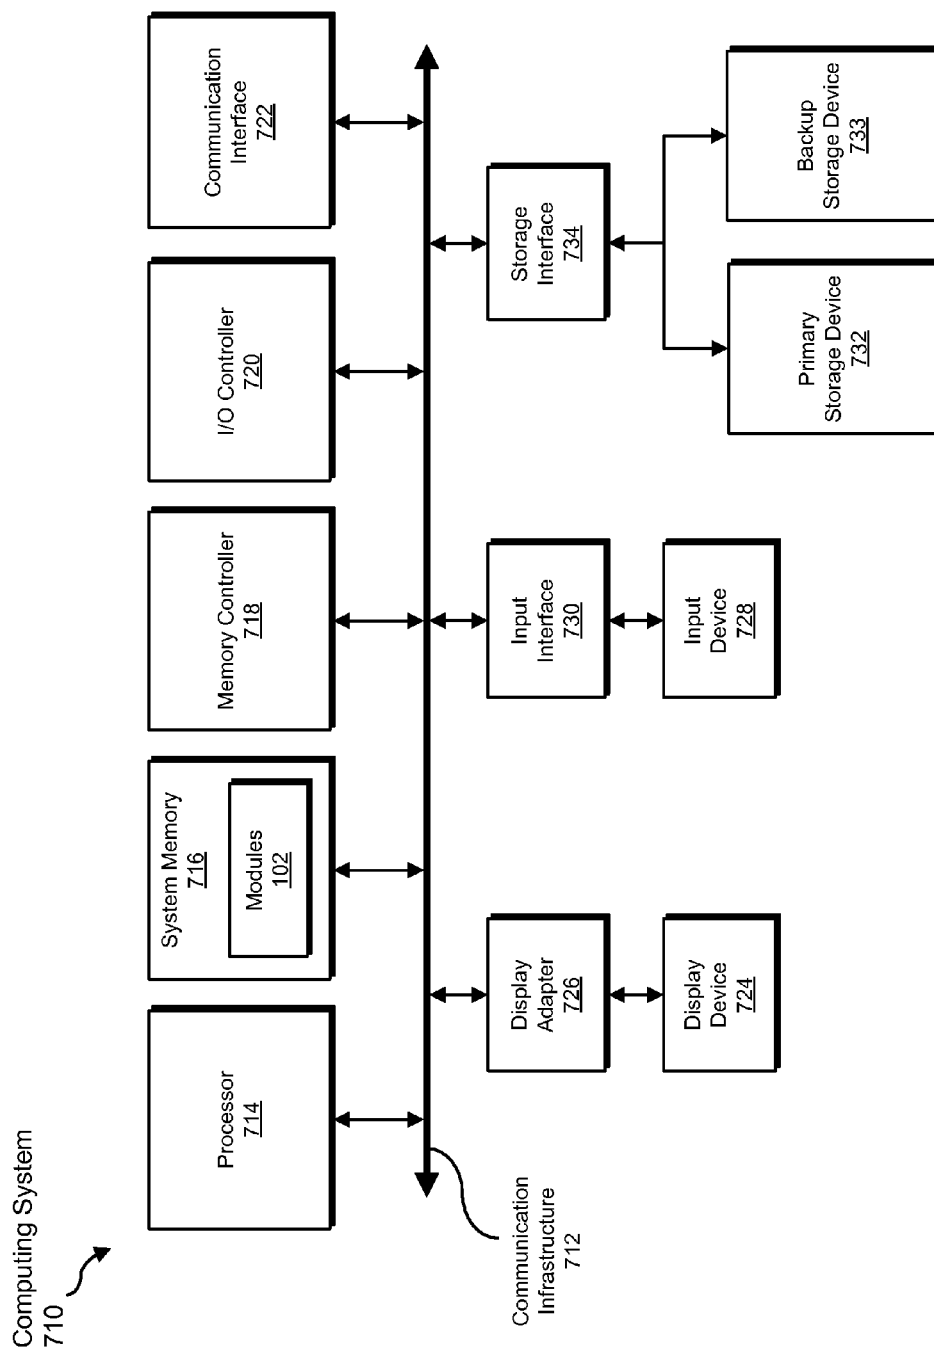 Computing System
710
Processor
714
System Memory
716
Modules
102
Memory Controller
718
I/O Controller
720
Communication
Interface
722
Communication
Infrastructure
712
Display
Adapter
726
Input
Interface
730
Storage
Interface
734
Display
Device
724
Input
Device
728
Primary
Storage Device
732
Backup
Storage Device
733